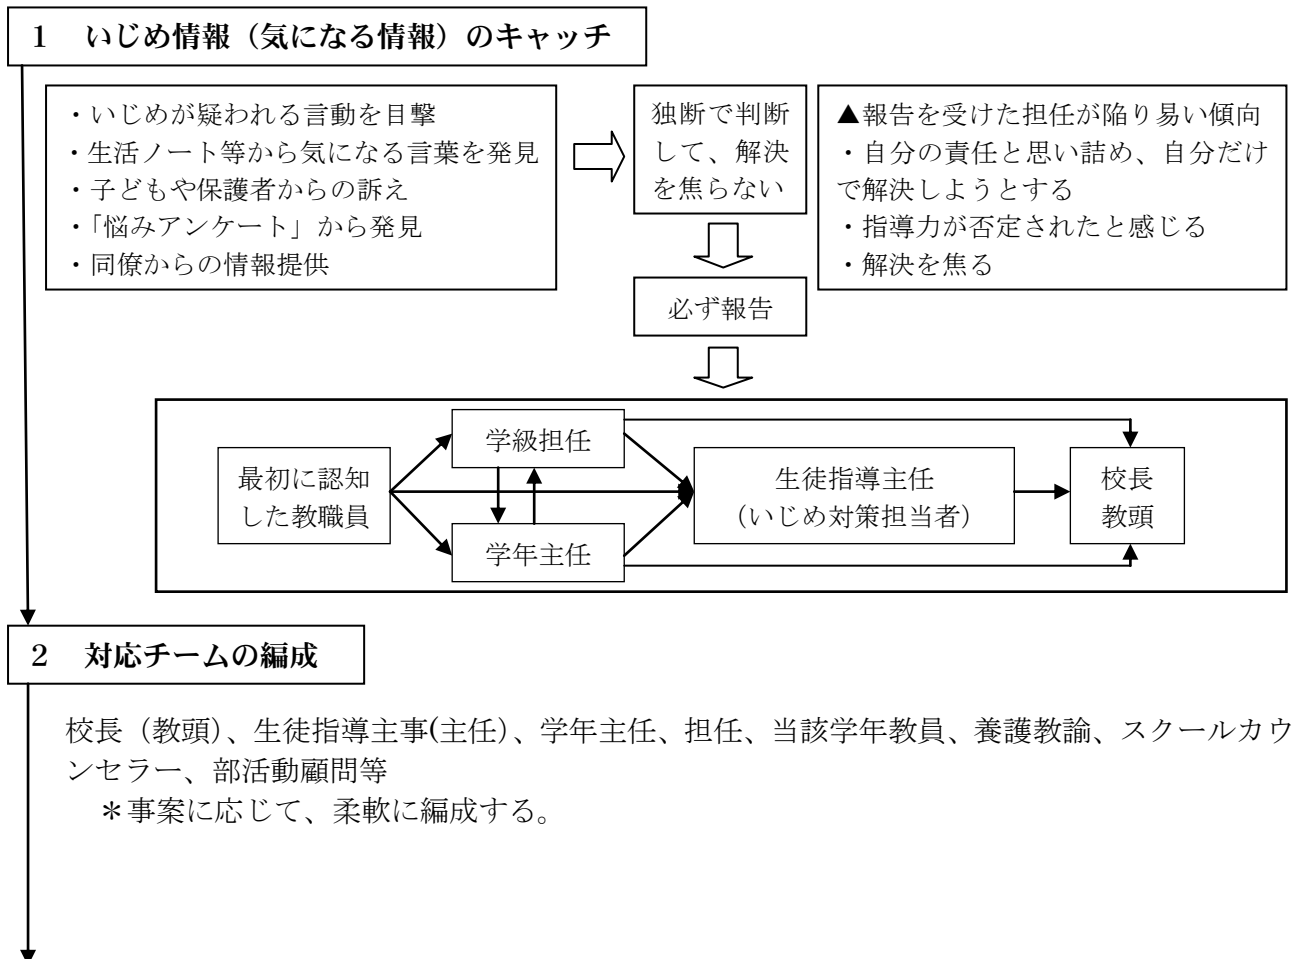 １　いじめ情報（気になる情報）のキャッチ
・いじめが疑われる言動を目撃
・生活ノート等から気になる言葉を発見
・子どもや保護者からの訴え
・「悩みアンケート」から発見
・同僚からの情報提供
独断で判断
して、解決
を焦らない
▲報告を受けた担任が陥り易い傾向
・自分の責任と思い詰め、自分だけ
で解決しようとする
・指導力が否定されたと感じる
・解決を焦る
必ず報告
最初に認知
した教職員
学級担任
学年主任
生徒指導主任
（いじめ対策担当者）
校長
教頭
２　対応チームの編成
校長（教頭）、生徒指導主事(主任）、学年主任、担任、当該学年教員、養護教諭、スクールカウ
ンセラー、部活動顧問等
＊事案に応じて、柔軟に編成する。